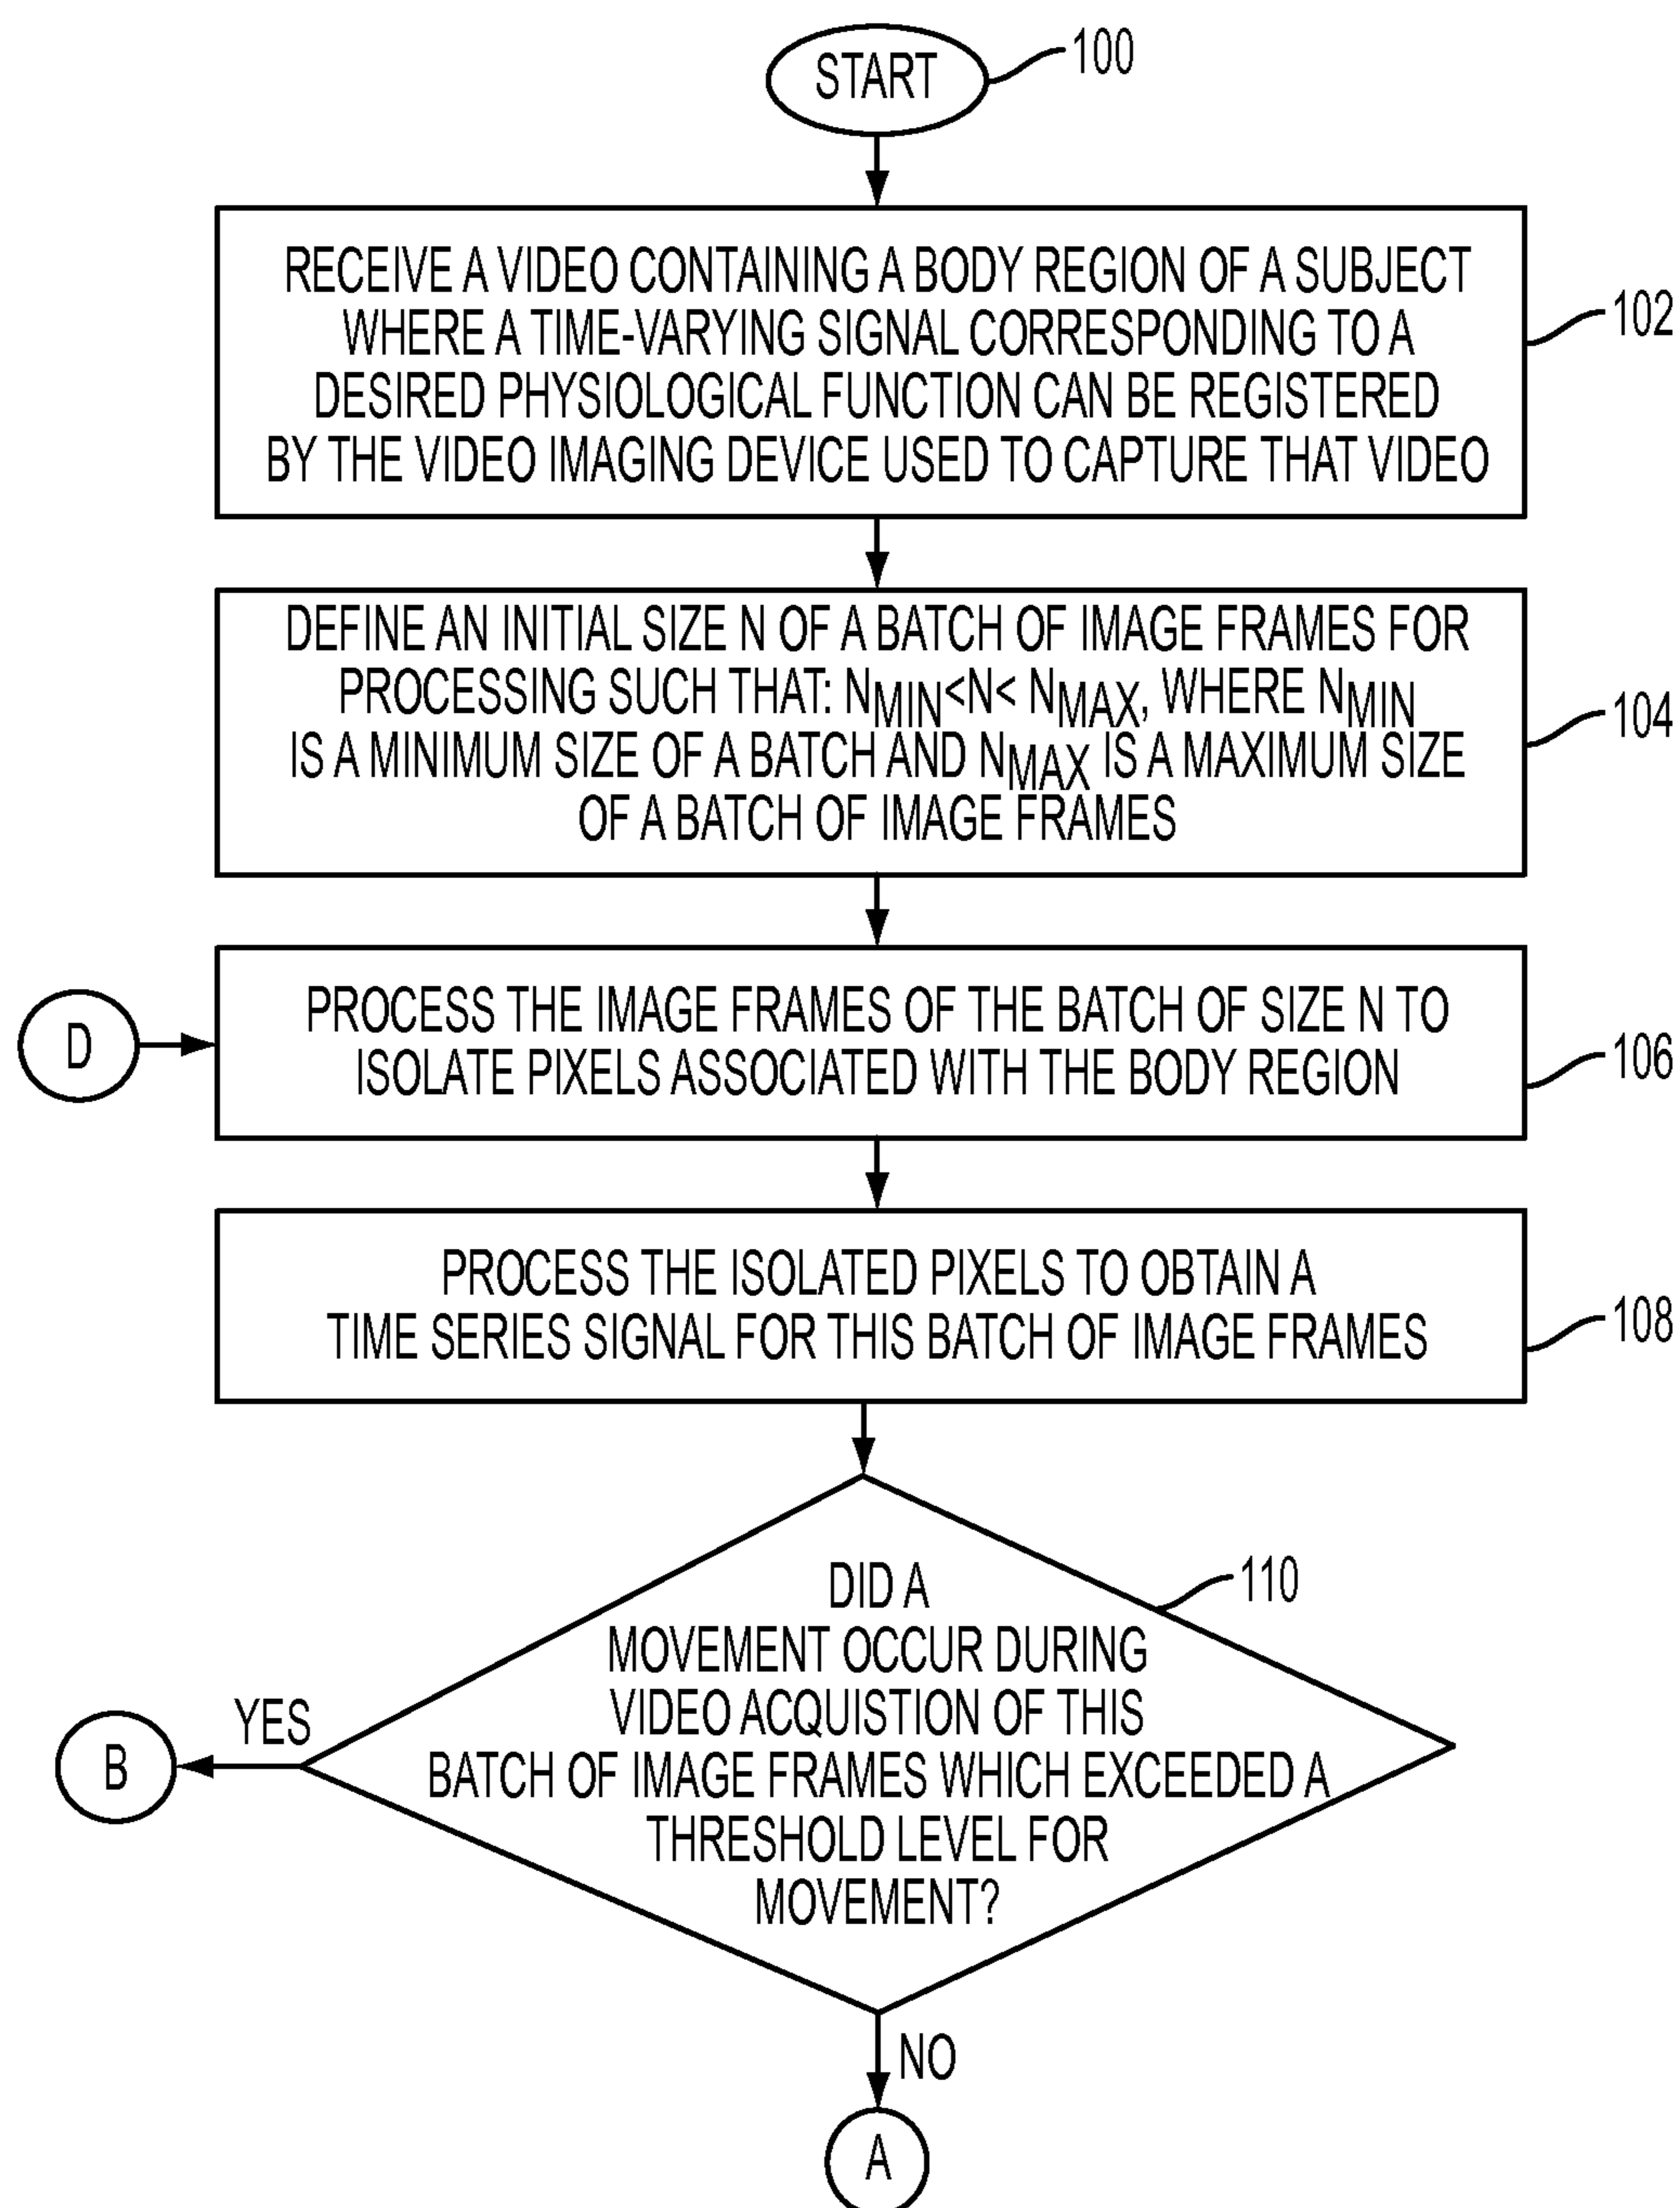 START
100
RECEIVE A VIDEO CONTAINING A BODY REGION OF A SUBJECT
WHERE A TIME-VARYING SIGNAL CORRESPONDING TO A
DESIRED PHYSIOLOGICAL FUNCTION CAN BE REGISTERED
BY THE VIDEO IMAGING DEVICE USED TO CAPTURE THAT VIDEO
102
DEFINE AN INITIAL SIZE N OF A BATCH OF IMAGE FRAMES FOR
PROCESSING SUCH THAT: NMIN<N< NMAX, WHERE NMIN
IS A MINIMUM SIZE OF A BATCH AND NMAX IS A MAXIMUM SIZE
OF A BATCH OF IMAGE FRAMES
104
D
PROCESS THE IMAGE FRAMES OF THE BATCH OF SIZE N TO
ISOLATE PIXELS ASSOCIATED WITH THE BODY REGION
106
PROCESS THE ISOLATED PIXELS TO OBTAIN A
TIME SERIES SIGNAL FOR THIS BATCH OF IMAGE FRAMES
108
DID A
MOVEMENT OCCUR DURING
VIDEO ACQUISTION OF THIS
BATCH OF IMAGE FRAMES WHICH EXCEEDED A
THRESHOLD LEVEL FOR
MOVEMENT?
110
YES
B
NO
A